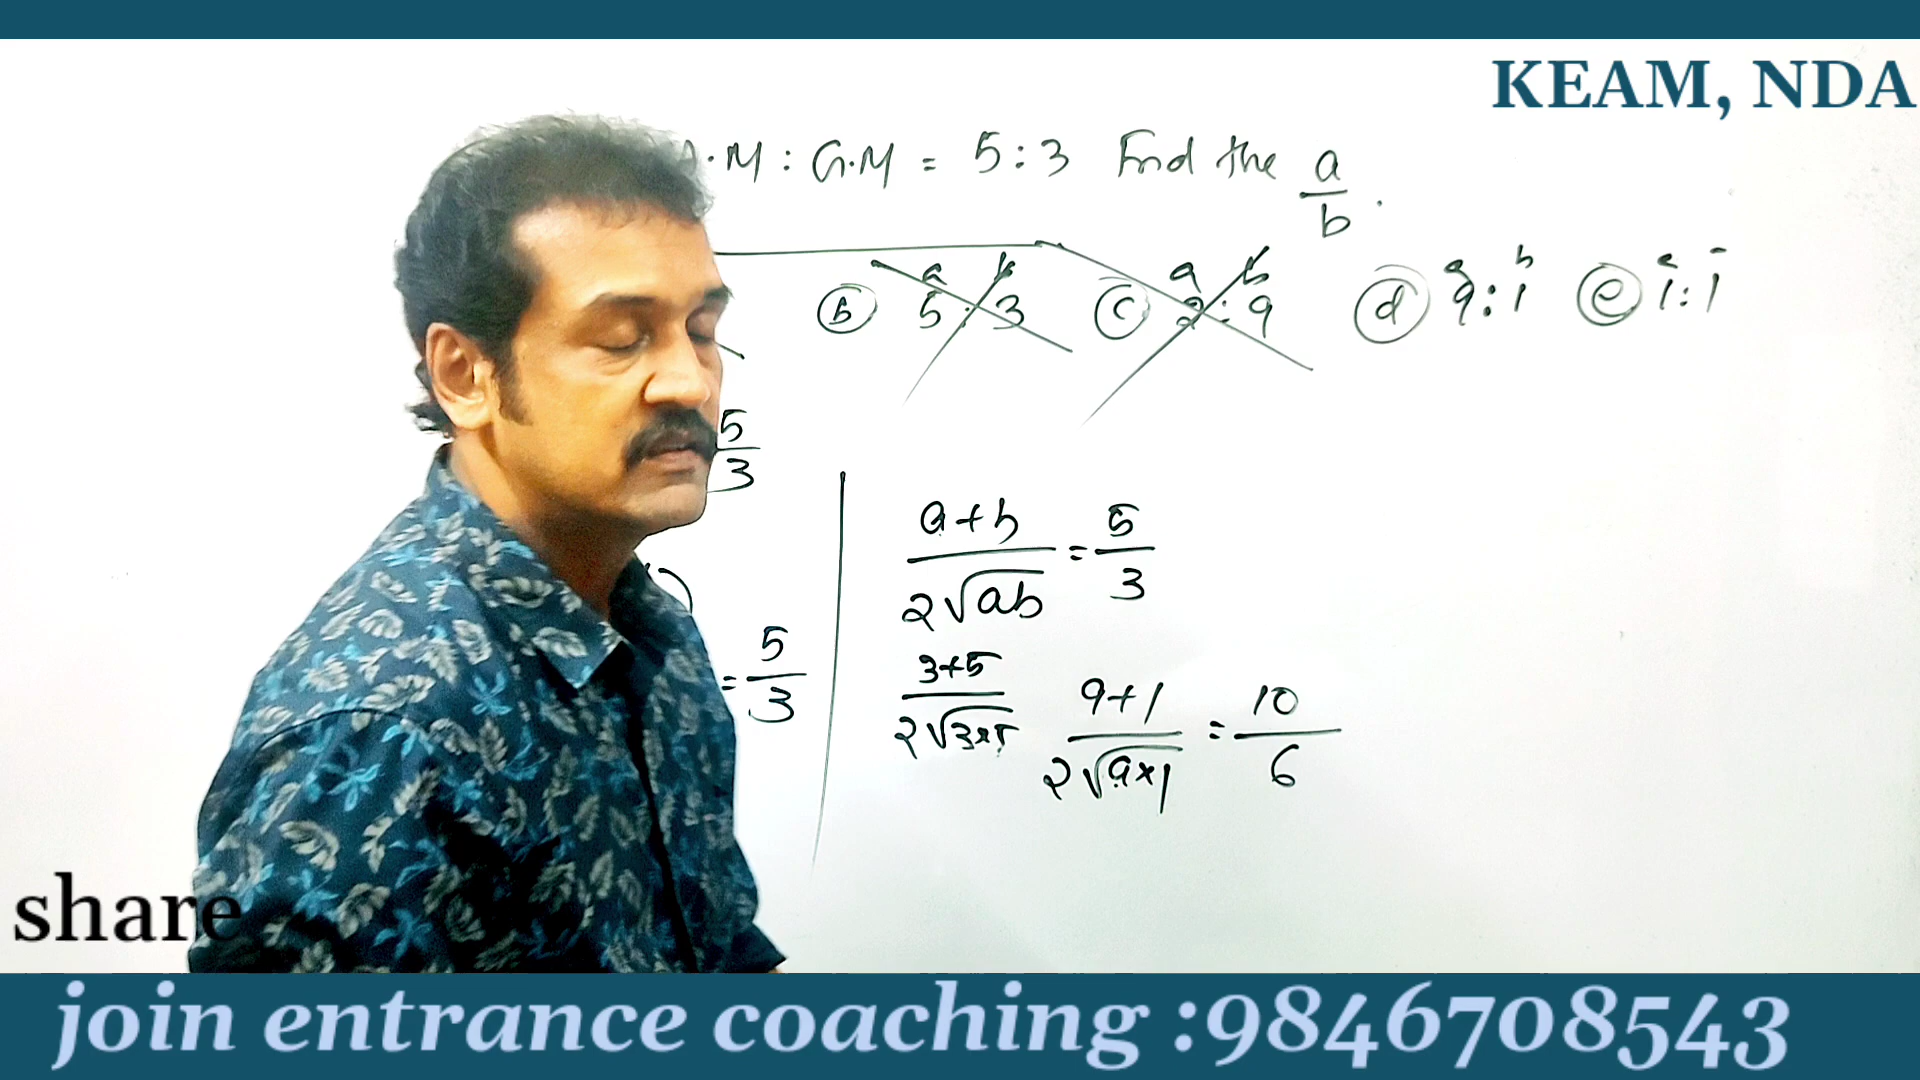 KEAM, NDA
.M : G.M = 5:3 Find the a/b.
(b) a b 5:3 (c) a b 2:9 (d) a b 9:1 (e) 1:1
5/3
= 5/3
a+b/2√ab = 5/3
3+5/2√3×5
9+1/2√9×1 = 10/6
share
join entrance coaching :9846708543